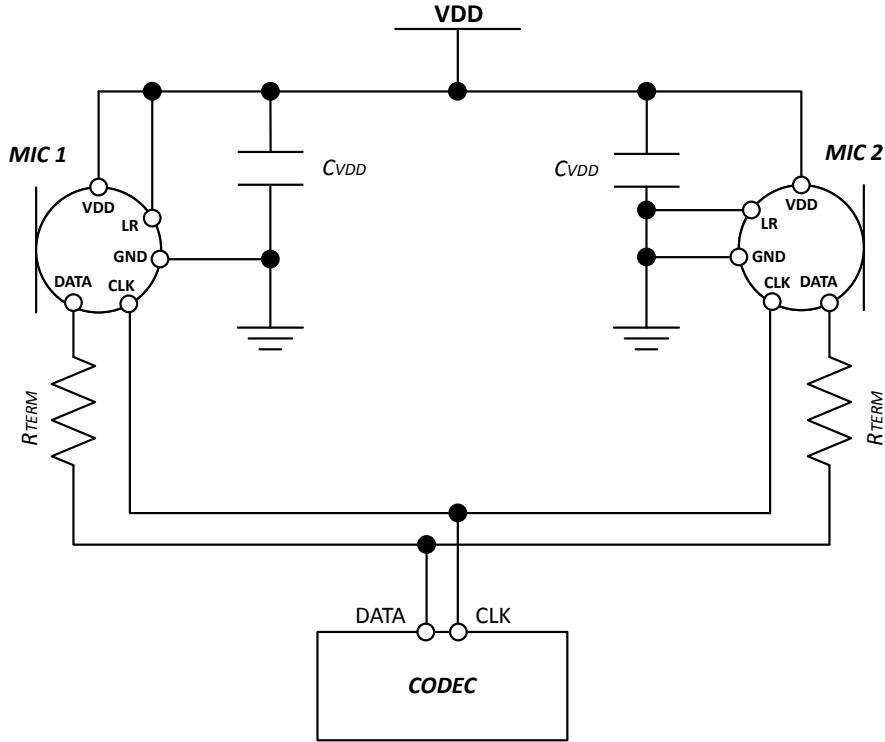 VDD
MIC 1
CVDD
CVDD
MIC 2
VDD
LR
GND
DATA
CLK
VDD
LR
GND
CLK
DATA
RTERM
RTERM
DATA
CLK
CODEC